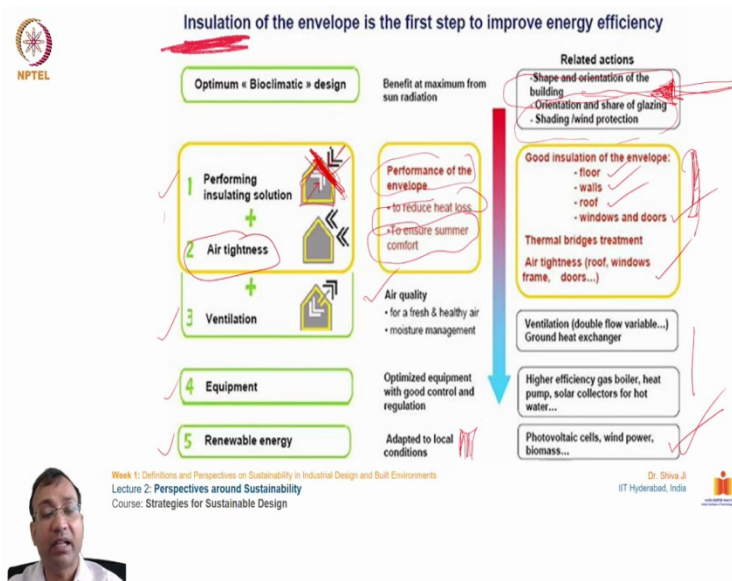 Insulation of the envelope is the first step to improve energy efficiency
NPTEL
Optimum « Bioclimatic » design
Benefit at maximum from
sun radiation
Related actions
-Shape and orientation of the
building
- Orientation and share of glazing
- Shading /wind protection
1
Performing
insulating solution
+
2
Air tightness
Performance of the
envelope
- to reduce heat loss
-To ensure summer
comfort
Good insulation of the envelope:
- floor
- walls
- roof
- windows and doors
Thermal bridges treatment
Air tightness (roof, windows
frame, doors...)
+
3
Ventilation
Air quality
• for a fresh & healthy air
• moisture management
Ventilation (double flow variable...)
Ground heat exchanger
4
Equipment
Optimized equipment
with good control and
regulation
Higher efficiency gas boiler, heat
pump, solar collectors for hot
water...
5
Renewable energy
Adapted to local
conditions
Photovoltaic cells, wind power,
biomass...
Week 1: Definitions and Perspectives on Sustainability in Industrial Design and Built Environments
Lecture 2: Perspectives around Sustainability
Course: Strategies for Sustainable Design
Dr. Shiva Ji
IIT Hyderabad, India